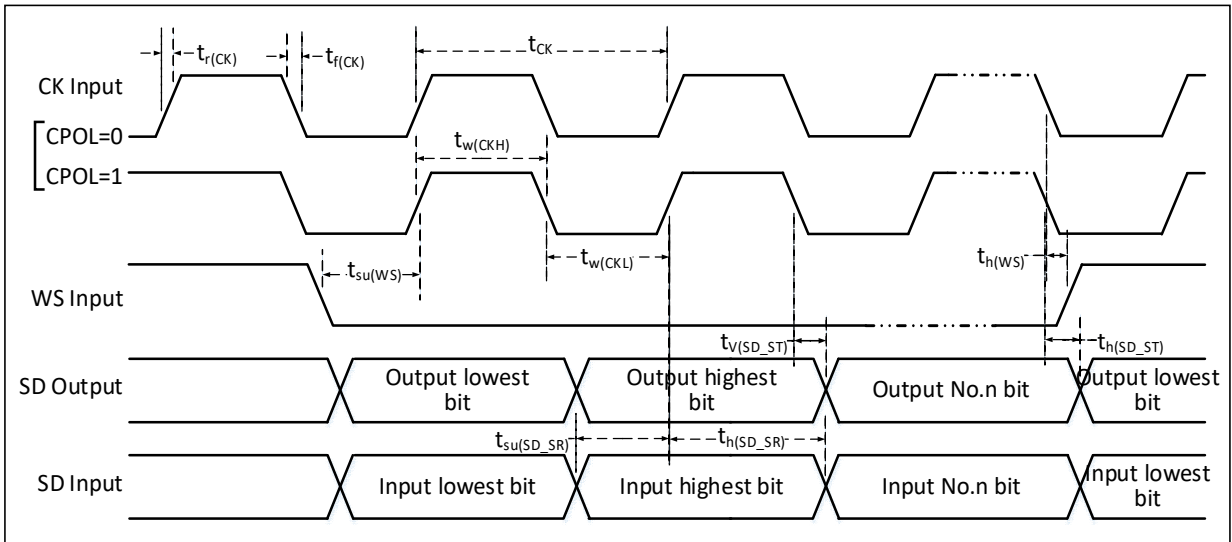 t_r(CK)
t_f(CK)
t_CK
CK Input
CPOL=0
t_w(CKH)
CPOL=1
t_su(WS)
t_w(CKL)
t_h(WS)
WS Input
t_V(SD_ST)
t_h(SD_ST)
SD Output
Output lowest
bit
Output highest
bit
Output No.n bit
Output lowest
bit
t_su(SD_SR)
t_h(SD_SR)
SD Input
Input lowest bit
Input highest bit
Input No.n bit
Input lowest
bit